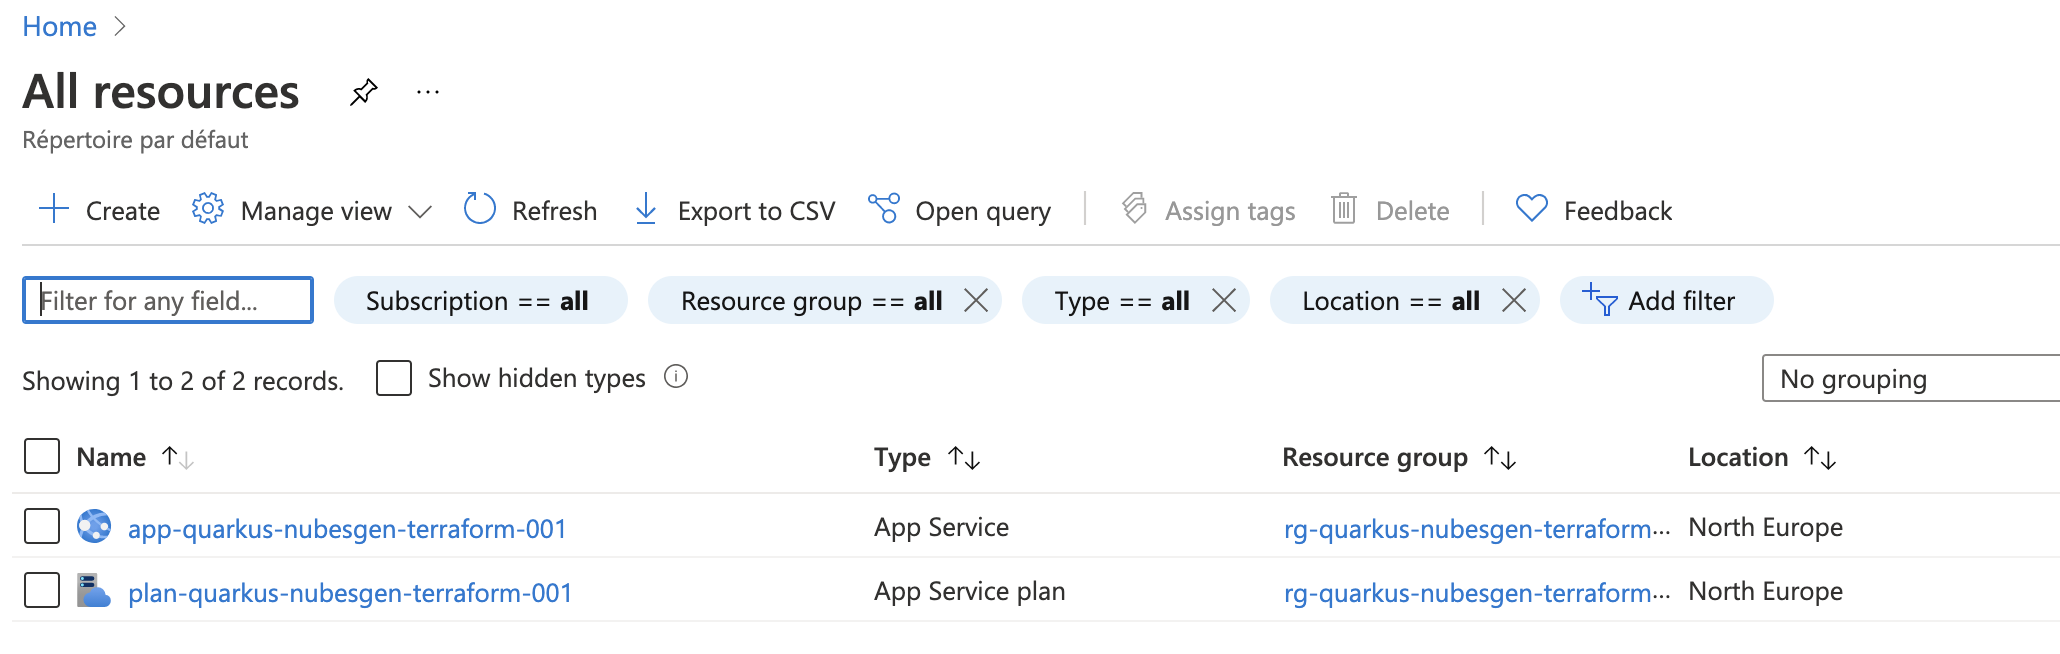 Home >
All resources ...
Répertoire par défaut
Create Manage view Refresh Export to CSV Open query Assign tags Delete Feedback
Filter for any field... Subscription == all Resource group == all Type == all Location == all Add filter
Showing 1 to 2 of 2 records. Show hidden types No grouping
Name Type Resource group Location
app-quarkus-nubesgen-terraform-001 App Service rg-quarkus-nubesgen-terraform... North Europe
plan-quarkus-nubesgen-terraform-001 App Service plan rg-quarkus-nubesgen-terraform... North Europe